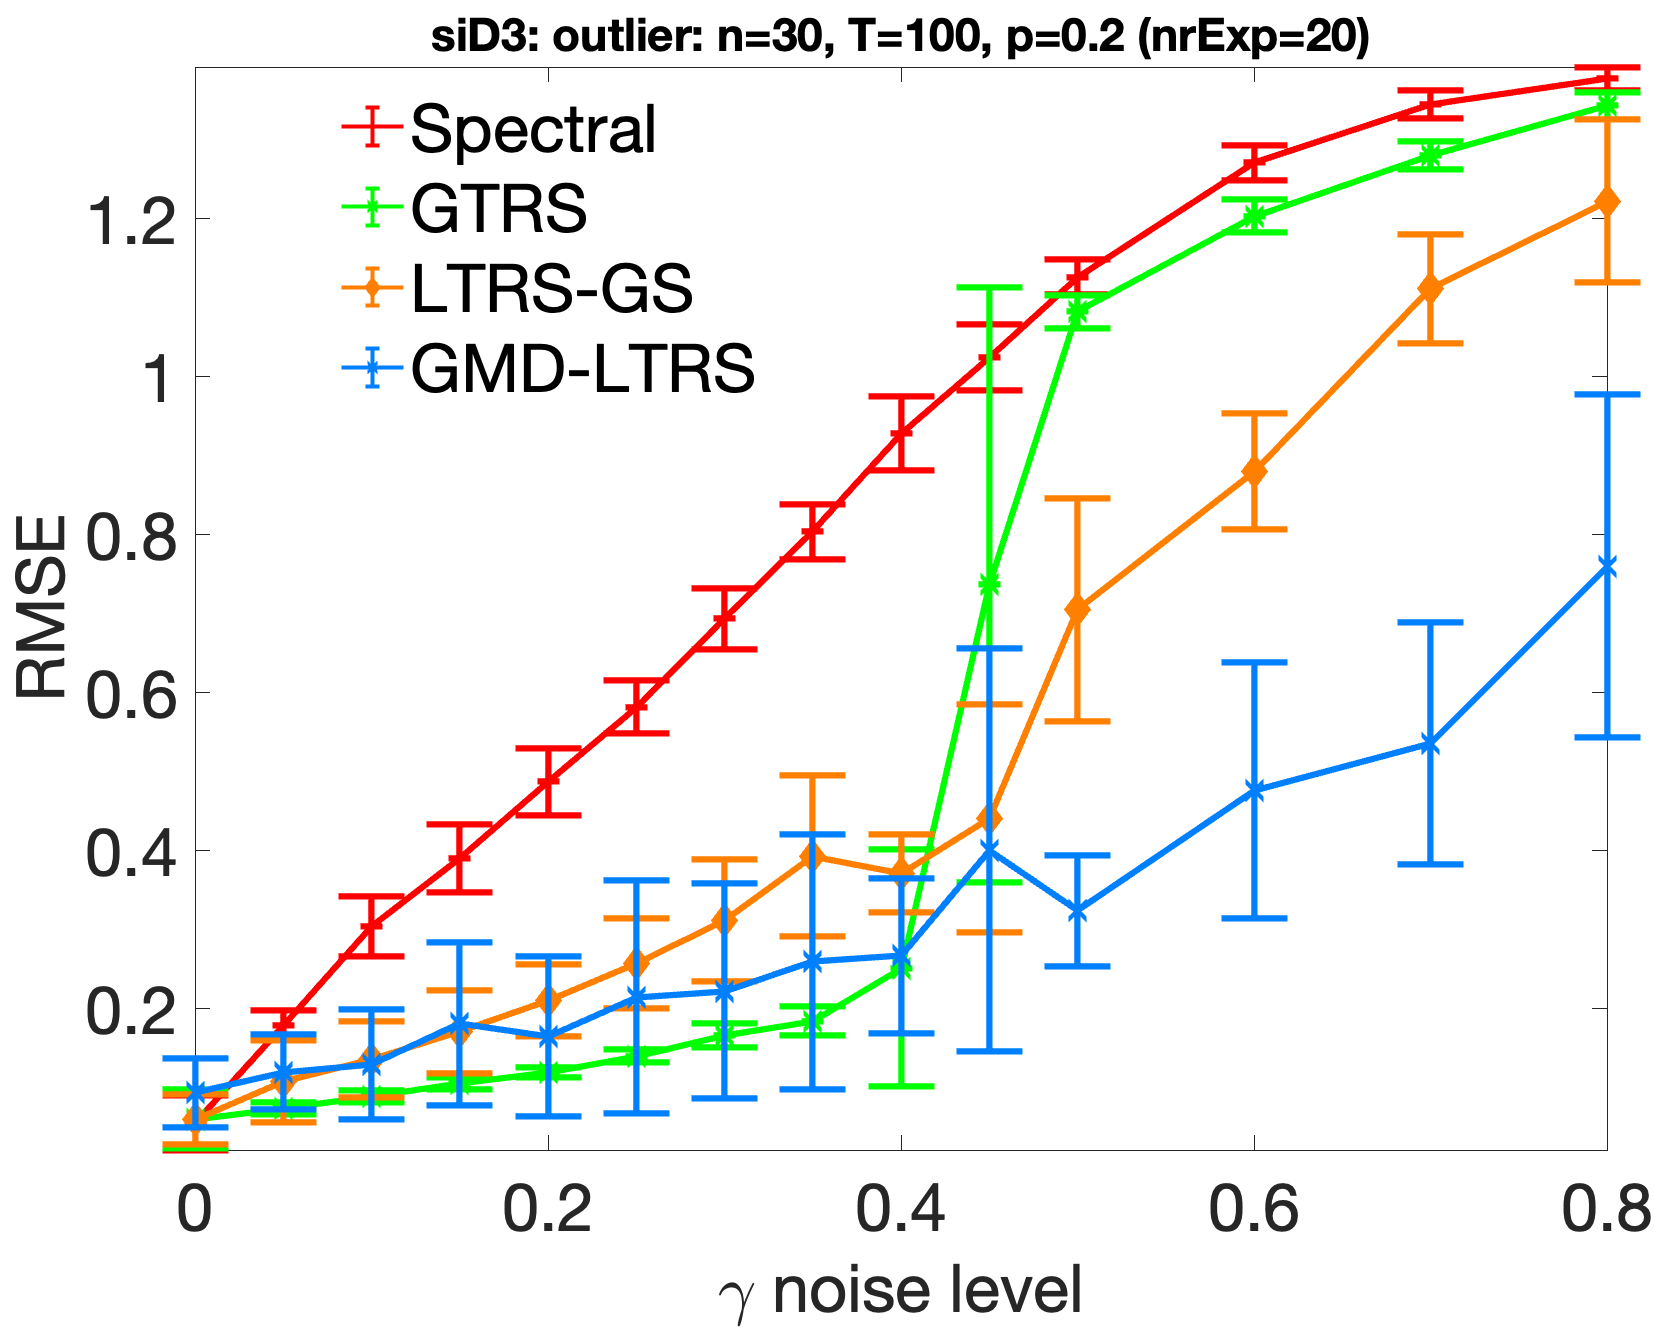 siD3: outlier: n=30, T=100, p=0.2 (nrExp=20)
Spectral
GTRS
LTRS-GS
GMD-LTRS
RMSE
1.2
1
0.8
0.6
0.4
0.2
0 0.2 0.4 0.6 0.8
γ noise level